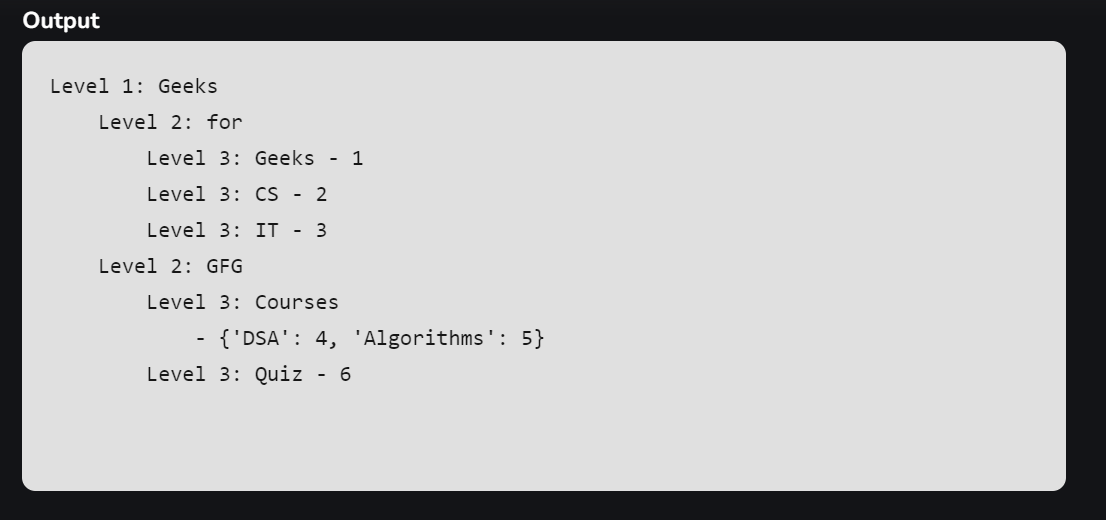 Output
Level 1: Geeks
    Level 2: for
        Level 3: Geeks - 1
        Level 3: CS - 2
        Level 3: IT - 3
    Level 2: GFG
        Level 3: Courses
            - {'DSA': 4, 'Algorithms': 5}
        Level 3: Quiz - 6